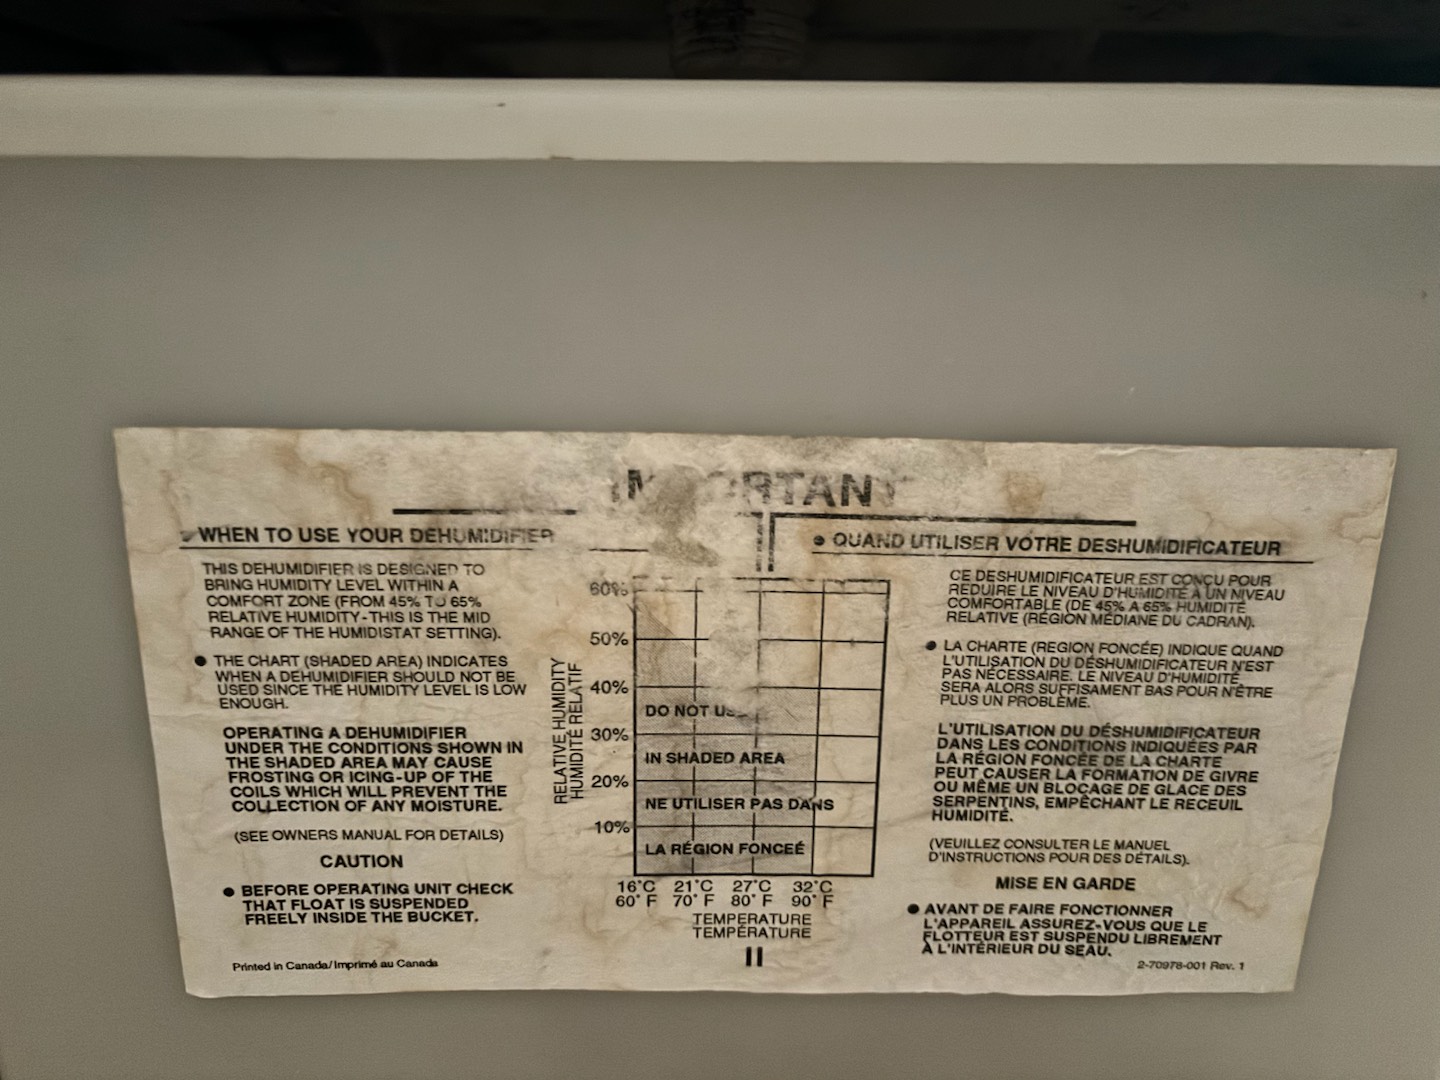 IMPORTANT
WHEN TO USE YOUR DEHUMIDIFIER
THIS DEHUMIDIFIER IS DESIGNED TO
BRING HUMIDITY LEVEL WITHIN A
COMFORT ZONE (FROM 45% TO 65%
RELATIVE HUMIDITY-THIS IS THE MID
RANGE OF THE HUMIDISTAT SETTING).
● THE CHART (SHADED AREA) INDICATES
WHEN A DEHUMIDIFIER SHOULD NOT BE
USED SINCE THE HUMIDITY LEVEL IS LOW
ENOUGH.
OPERATING A DEHUMIDIFIER
UNDER THE CONDITIONS SHOWN IN
THE SHADED AREA MAY CAUSE
FROSTING OR ICING-UP OF THE
COILS WHICH WILL PREVENT THE
COLLECTION OF ANY MOISTURE.
(SEE OWNERS MANUAL FOR DETAILS)
CAUTION
● BEFORE OPERATING UNIT CHECK
THAT FLOAT IS SUSPENDED
FREELY INSIDE THE BUCKET.
Printed in Canada/Imprimé au Canada
RELATIVE HUMIDITY
HUMIDITÉ RELATIF
60%
50%
40%
DO NOT USE
30%
IN SHADED AREA
20%
NE UTILISER PAS DANS
10%
LA RÉGION FONCEÉ
16°C 21°C 27°C 32°C
60°F 70°F 80°F 90°F
TEMPERATURE
TEMPÉRATURE
● QUAND UTILISER VOTRE DESHUMIDIFICATEUR
CE DESHUMIDIFICATEUR EST CONÇU POUR
REDUIRE LE NIVEAU D'HUMIDITÉ À UN NIVEAU
COMFORTABLE (DE 45% A 65% HUMIDITÉ
RELATIVE (RÉGION MÉDIANE DU CADRAN).
● LA CHARTE (REGION FONCÉE) INDIQUE QUAND
L'UTILISATION DU DÉSHUMIDIFICATEUR N'EST
PAS NÉCESSAIRE. LE NIVEAU D'HUMIDITÉ
SERA ALORS SUFFISAMENT BAS POUR N'ÊTRE
PLUS UN PROBLÈME.
L'UTILISATION DU DÉSHUMIDIFICATEUR
DANS LES CONDITIONS INDIQUÉES PAR
LA RÉGION FONCÉE DE LA CHARTE
PEUT CAUSER LA FORMATION DE GIVRE
OU MÊME UN BLOCAGE DE GLACE DES
SERPENTINS, EMPÊCHANT LE RECEUIL
HUMIDITÉ.
(VEUILLEZ CONSULTER LE MANUEL
D'INSTRUCTIONS POUR DES DÉTAILS).
MISE EN GARDE
● AVANT DE FAIRE FONCTIONNER
L'APPAREIL ASSUREZ-VOUS QUE LE
FLOTTEUR EST SUSPENDU LIBREMENT
À L'INTÉRIEUR DU SEAU.
2-70978-001 Rev. 1